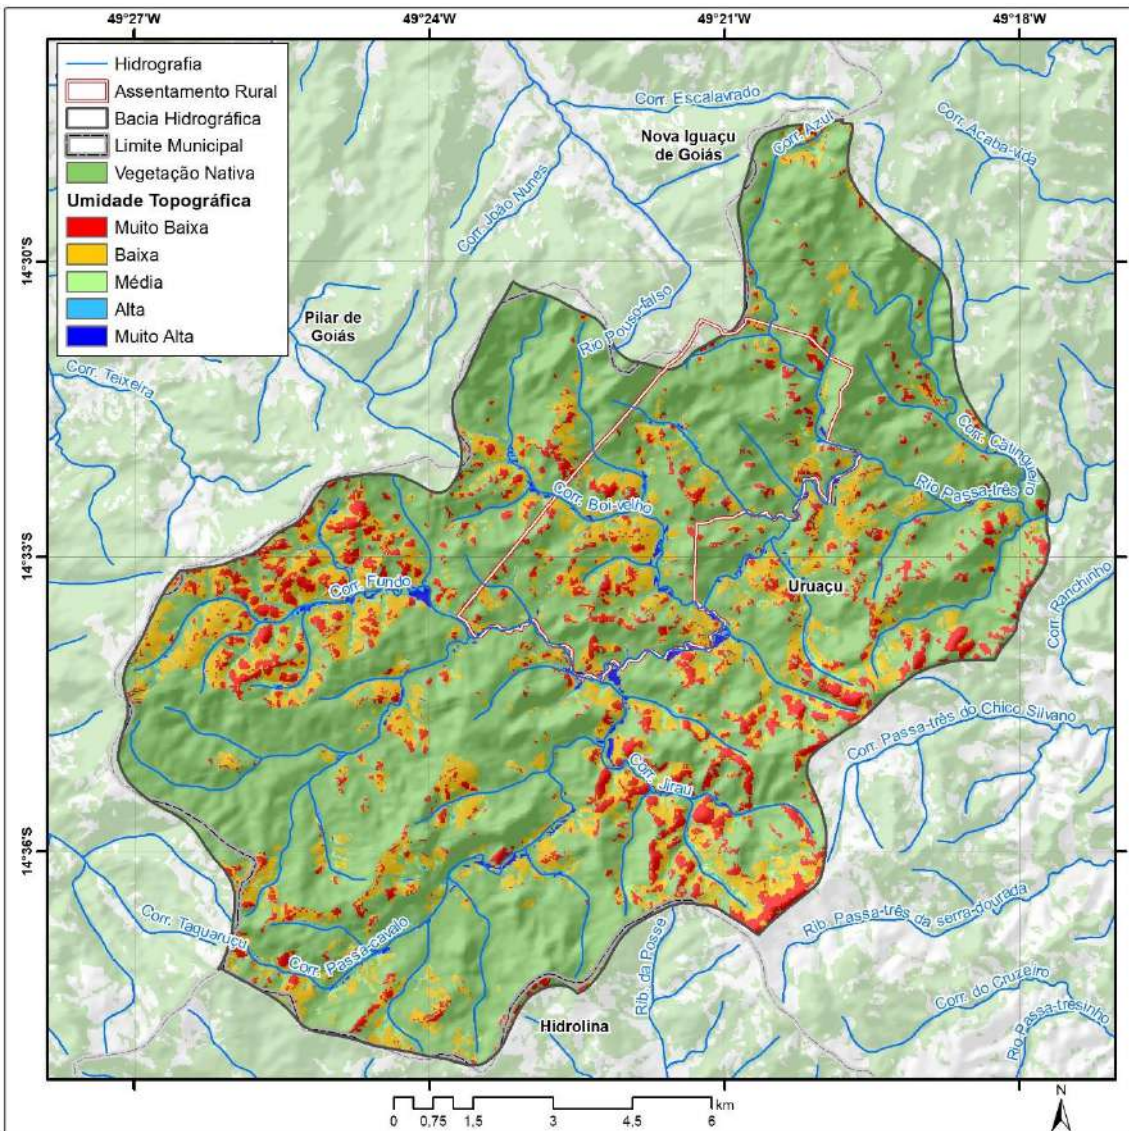 49°27'W
49°24'W
49°21'W
49°18'W
Hidrografia
Assentamento Rural
Bacia Hidrográfica
Limite Municipal
Vegetação Nativa
Umidade Topográfica
Muito Baixa
Baixa
Média
Alta
Muito Alta
Corr. Escalavrado
Nova Iguaçu
de Goiás
Corr. Azul
Corr. Acaba-vida
Corr. João Nunes
14°30'S
Pilar de
Goiás
Rio Pouso-falso
Corr. Teixeira
Corr. Catingueiro
Rio Passa-três
Corr. Boi-velho
14°33'S
Corr. Fundo
Uruaçu
Corr. Ranchinho
Corr. Passa-três do Chico Silvano
Corr. Jiraú
14°36'S
Corr. Taquaruçu
Corr. Passa-cavalo
Rib. da Posse
Rib. Passa-três da serra-dourada
Corr. do Cruzeiro
Rio Passa-tresinho
Hidrolina
km
0
0,75
1,5
3
4,5
6
N